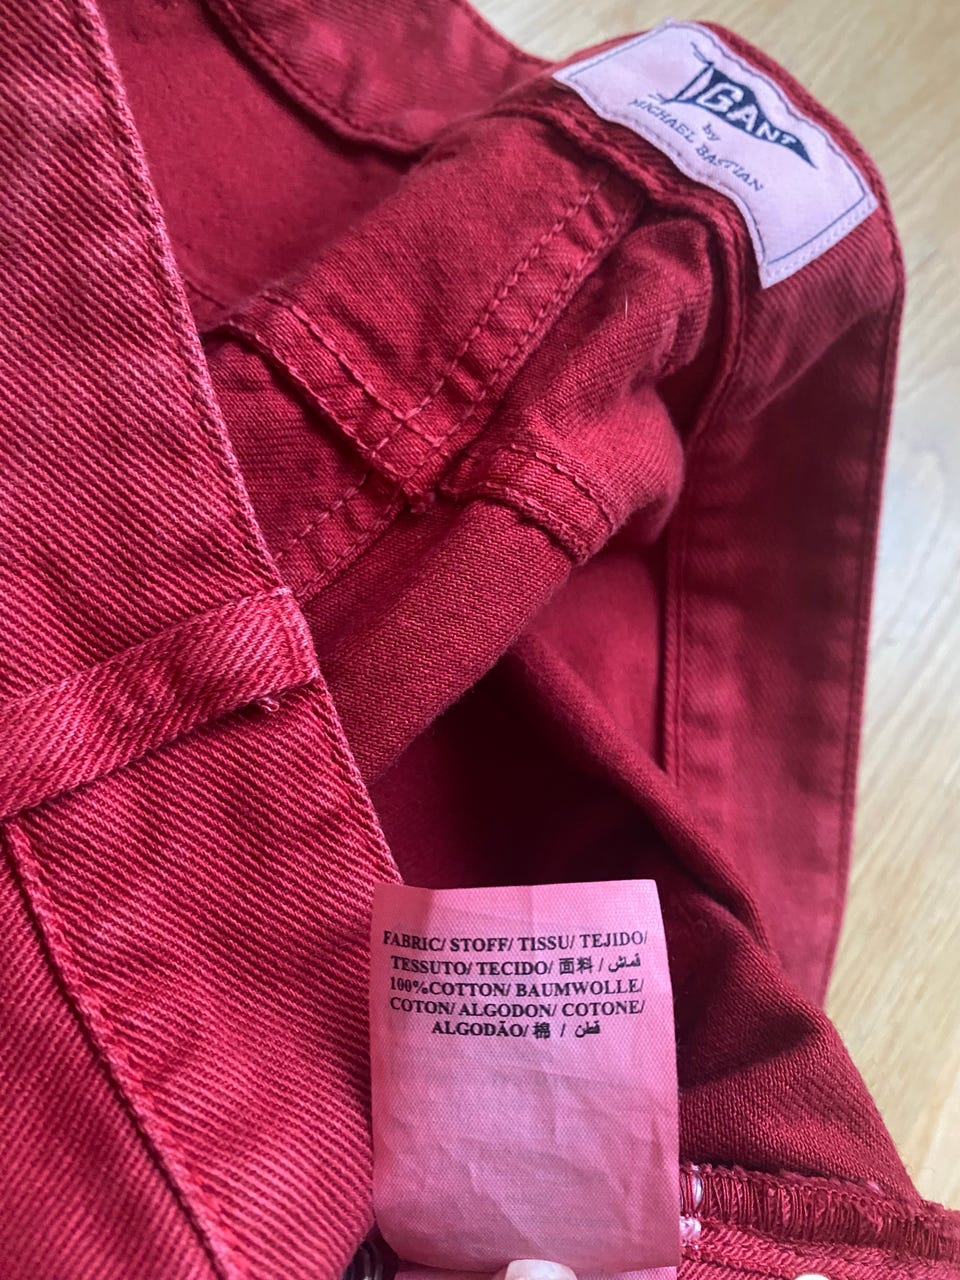 GANT
by
MICHAEL BASTIAN
FABRIC/ STOFF/ TISSU/ TEJIDO/
TESSUTO/ TECIDO/ 面料 / قماش
100%COTTON/ BAUMWOLLE/
COTON/ ALGODON/ COTONE/
ALGODÃO/ 棉 / قطن